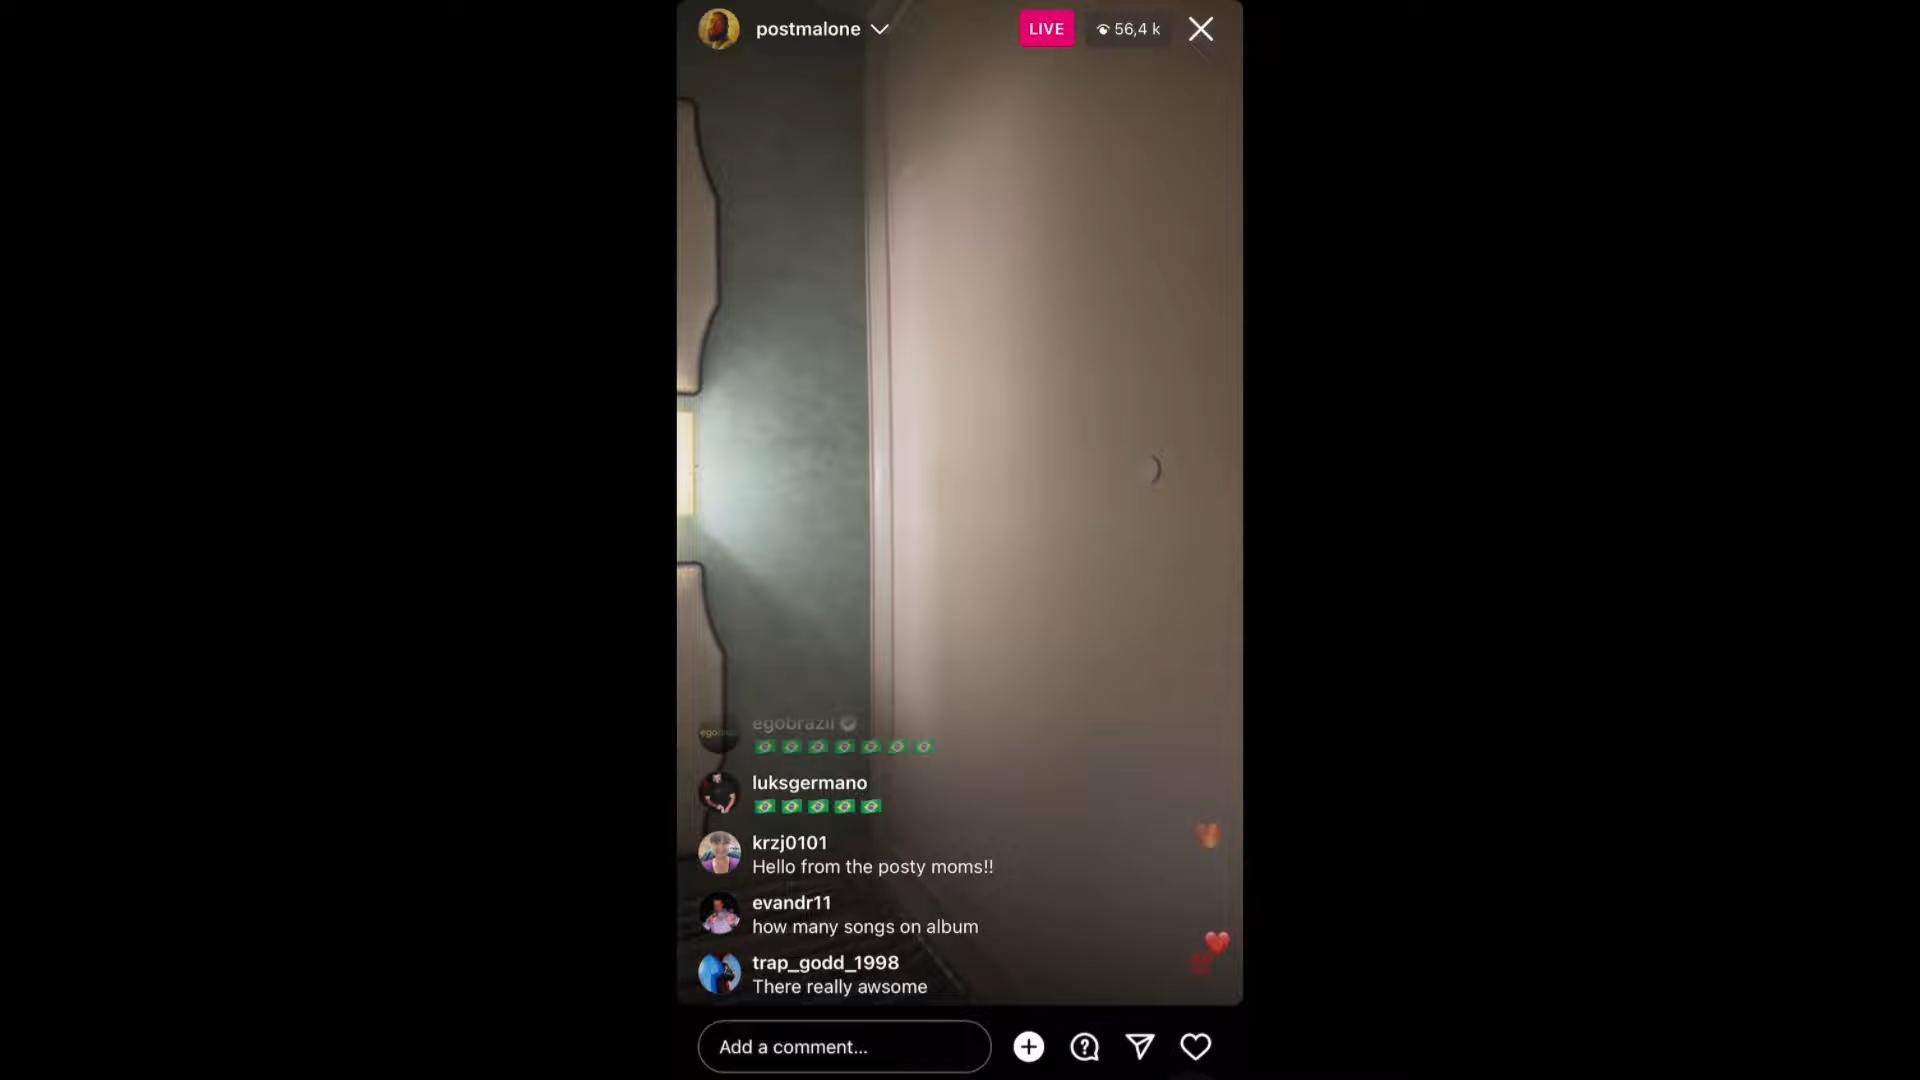 postmalone
LIVE
56,4 k
egobrazil
🇧🇷🇧🇷🇧🇷🇧🇷🇧🇷🇧🇷🇧🇷
luksgermano
🇧🇷🇧🇷🇧🇷🇧🇷🇧🇷
krzj0101
Hello from the posty moms!!
evandr11
how many songs on album
trap_godd_1998
There really awsome
Add a comment...